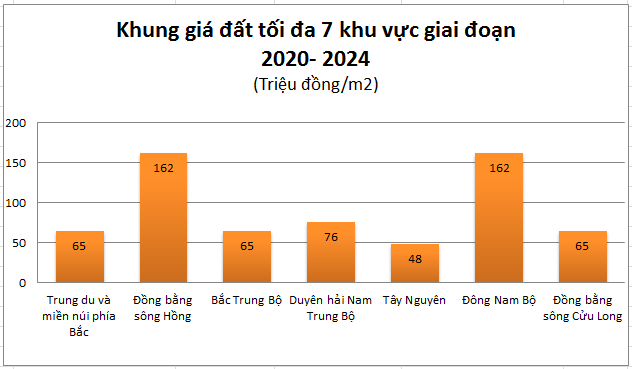 Khung giá đất tối đa 7 khu vực giai đoạn
2020- 2024
(Triệu đồng/m2)
200
150
100
50
0
65
162
65
76
48
162
65
Trung du và
miền núi phía
Bắc
Đồng bằng
sông Hồng
Bắc Trung Bộ
Duyên hải Nam
Trung Bộ
Tây Nguyên
Đông Nam Bộ
Đồng bằng
sông Cửu Long